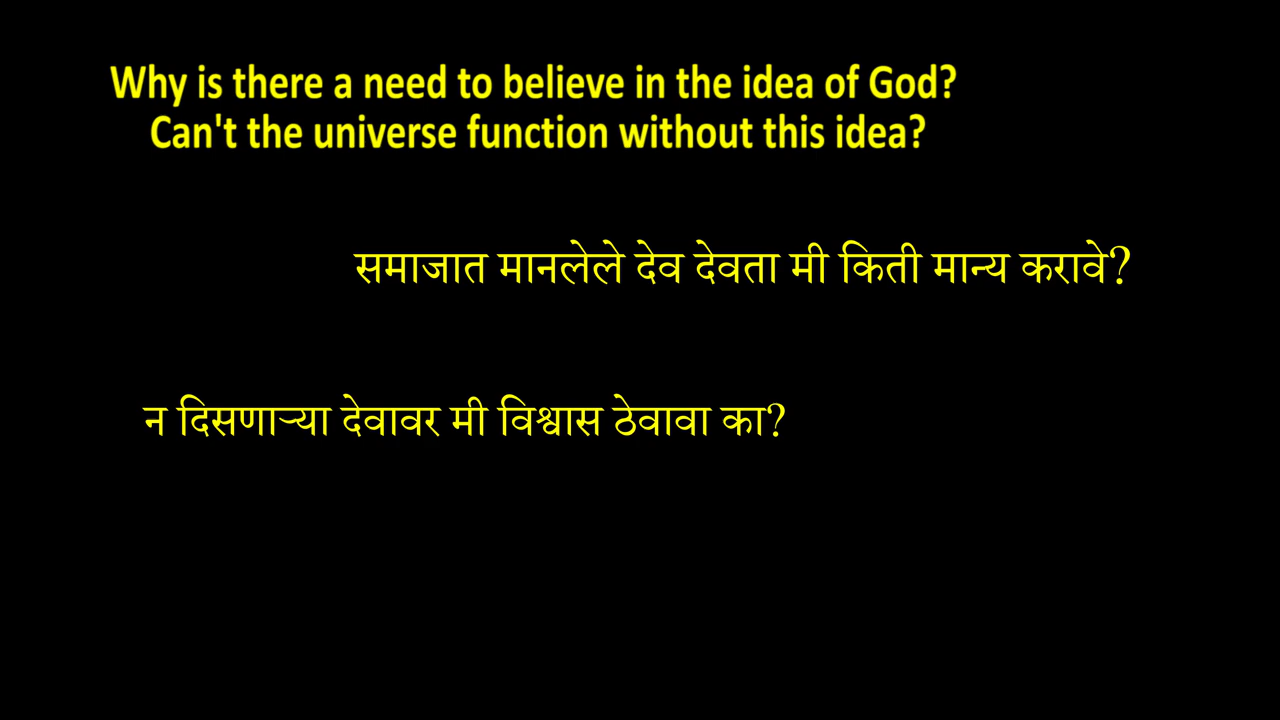 Why is there a need to believe in the idea of God?
Can't the universe function without this idea?
समाजात मानलेले देव देवता मी किती मान्य करावे?
न दिसणाऱ्या देवावर मी विश्वास ठेवावा का?